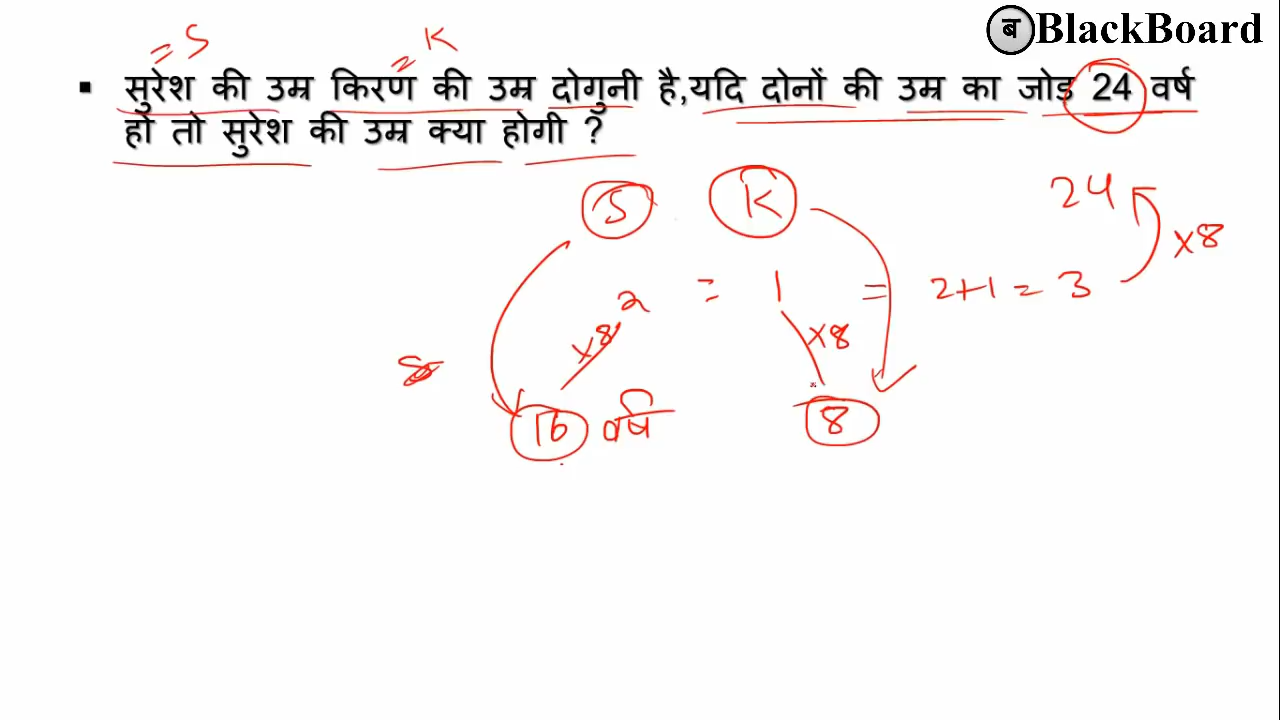 ब BlackBoard
= S = K
▪ सुरेश की उम्र किरण की उम्र दोगुनी है,यदि दोनों की उम्र का जोड 24 वर्ष
हो तो सुरेश की उम्र क्या होगी ?
S K 24
×8
2 = 1 = 2+1 = 3
×8 ×8
16 वर्ष 8